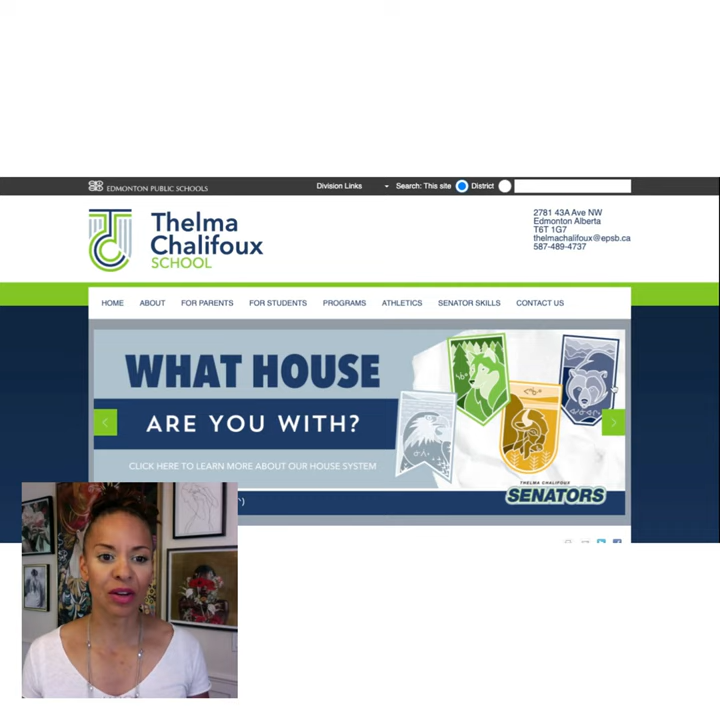 EDMONTON PUBLIC SCHOOLS
Division Links
Search: This site
District
Thelma
Chalifoux
SCHOOL
2781 43A Ave NW
Edmonton Alberta
T6T 1G7
thelmachalifoux@epsb.ca
587-489-4737
HOME ABOUT FOR PARENTS FOR STUDENTS PROGRAMS ATHLETICS SENATOR SKILLS CONTACT US
WHAT HOUSE
ARE YOU WITH?
CLICK HERE TO LEARN MORE ABOUT OUR HOUSE SYSTEM
THELMA CHALIFOUX
SENATORS